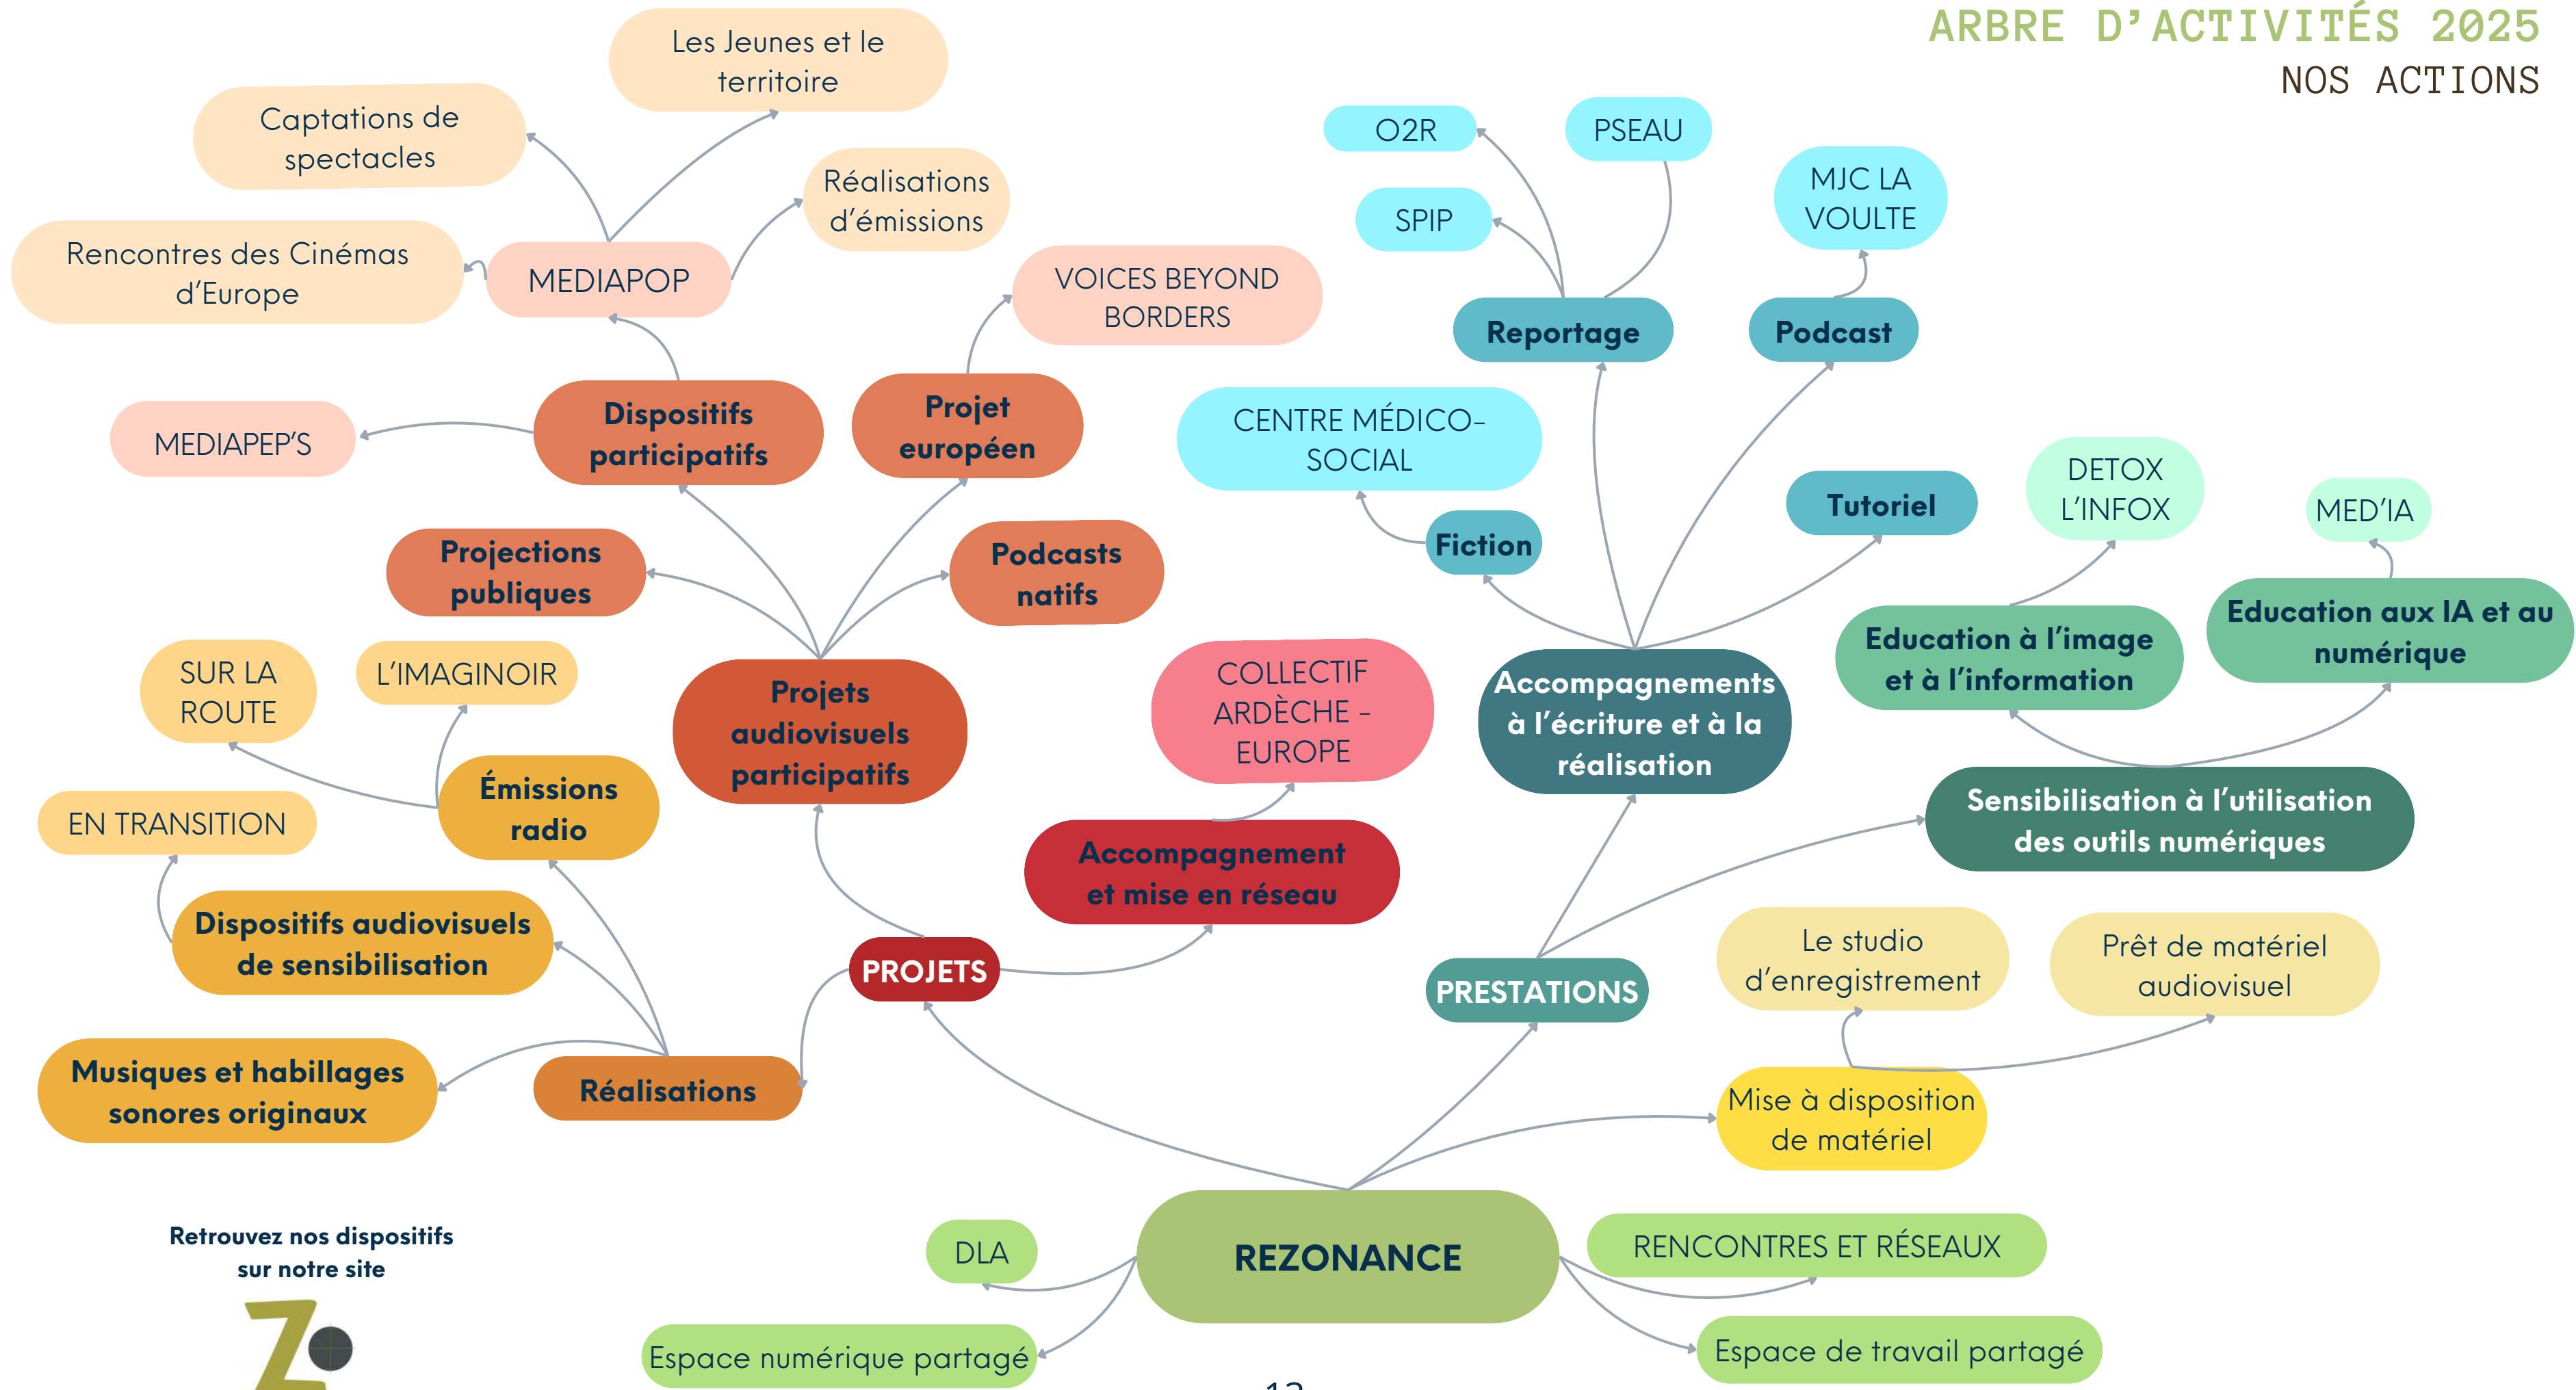 ARBRE D'ACTIVITÉS 2025
NOS ACTIONS
Les Jeunes et le
territoire
Captations de
spectacles
Réalisations
d'émissions
Rencontres des Cinémas
d'Europe
MEDIAPOP
VOICES BEYOND
BORDERS
O2R
PSEAU
SPIP
MJC LA
VOULTE
Reportage
Podcast
MEDIAPEP'S
Dispositifs
participatifs
Projet
européen
CENTRE MÉDICO-
SOCIAL
Fiction
Tutoriel
DETOX
L'INFOX
MED'IA
Projections
publiques
Podcasts
natifs
Education à l'image
et à l'information
Education aux IA et au
numérique
SUR LA
ROUTE
L'IMAGINOIR
Projets
audiovisuels
participatifs
COLLECTIF
ARDÈCHE -
EUROPE
Accompagnements
à l'écriture et à la
réalisation
Sensibilisation à l'utilisation
des outils numériques
EN TRANSITION
Émissions
radio
Accompagnement
et mise en réseau
Dispositifs audiovisuels
de sensibilisation
PROJETS
PRESTATIONS
Le studio
d'enregistrement
Prêt de matériel
audiovisuel
Musiques et habillages
sonores originaux
Réalisations
Mise à disposition
de matériel
Retrouvez nos dispositifs
sur notre site
DLA
REZONANCE
RENCONTRES ET RÉSEAUX
Espace numérique partagé
Espace de travail partagé